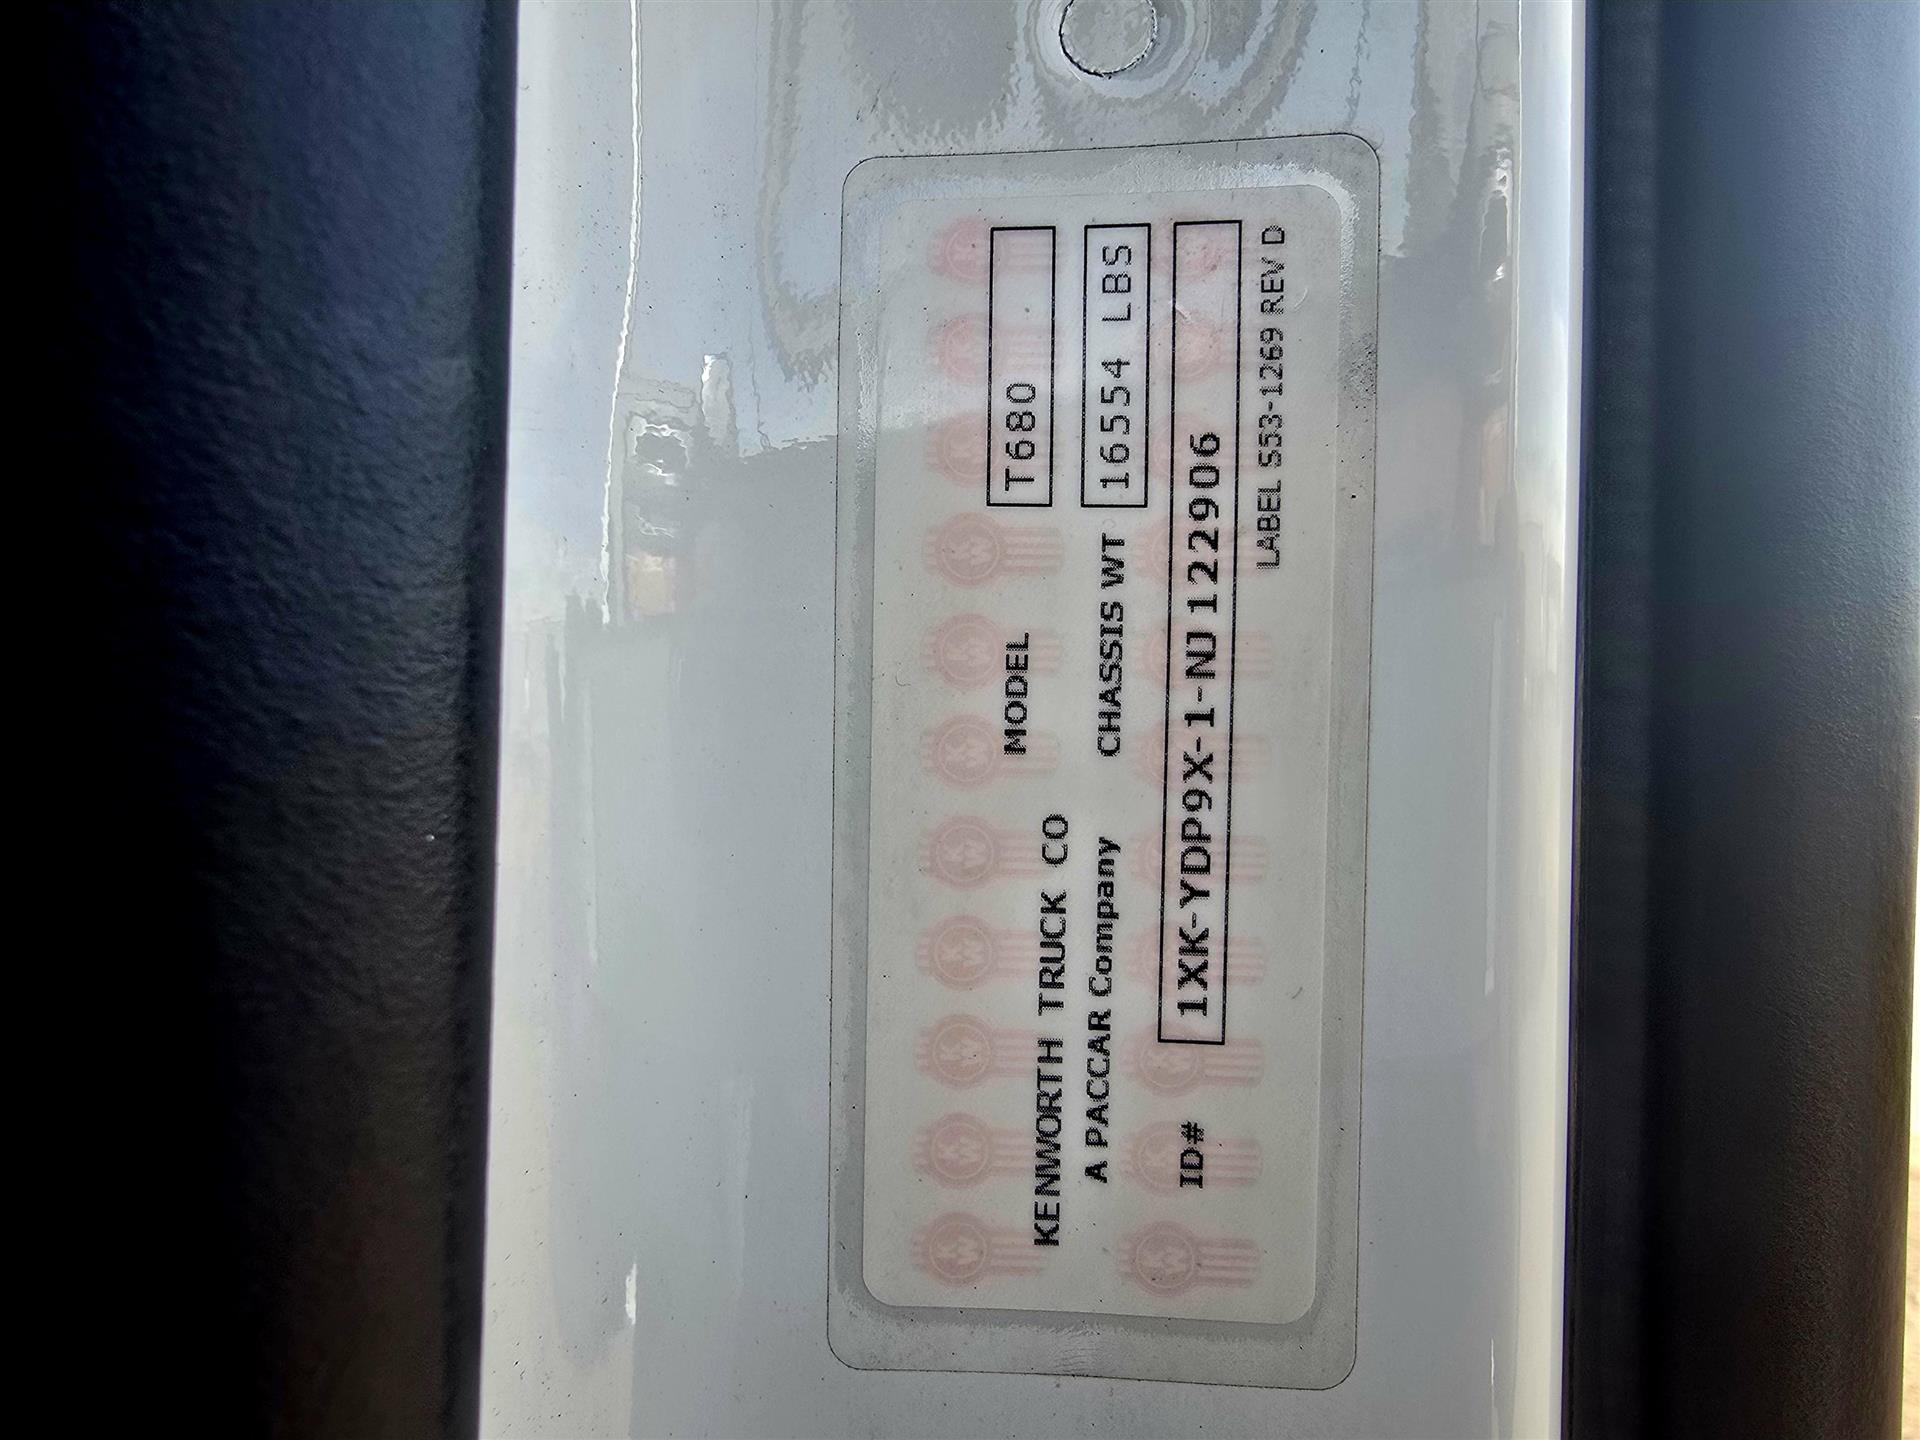 KENWORTH TRUCK CO
A PACCAR Company
MODEL T680
CHASSIS WT 16554 LBS
ID# 1XK-YDP9X-1-NJ122906
LABEL S53-1269 REV D